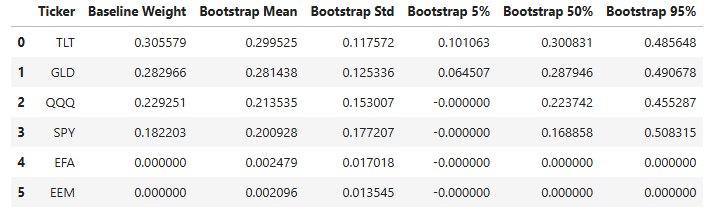 Ticker Baseline Weight Bootstrap Mean Bootstrap Std Bootstrap 5% Bootstrap 50% Bootstrap 95%
0 TLT 0.305579 0.299525 0.117572 0.101063 0.300831 0.485648
1 GLD 0.282966 0.281438 0.125336 0.064507 0.287946 0.490678
2 QQQ 0.229251 0.213535 0.153007 -0.000000 0.223742 0.455287
3 SPY 0.182203 0.200928 0.177207 -0.000000 0.168858 0.508315
4 EFA 0.000000 0.002479 0.017018 -0.000000 0.000000 0.000000
5 EEM 0.000000 0.002096 0.013545 -0.000000 0.000000 0.000000